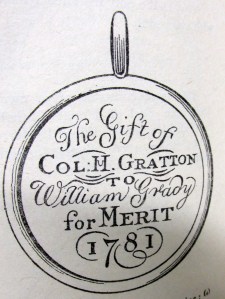 The Gift of
COL. M. GRATTON
TO
William Grady
for MERIT
1781